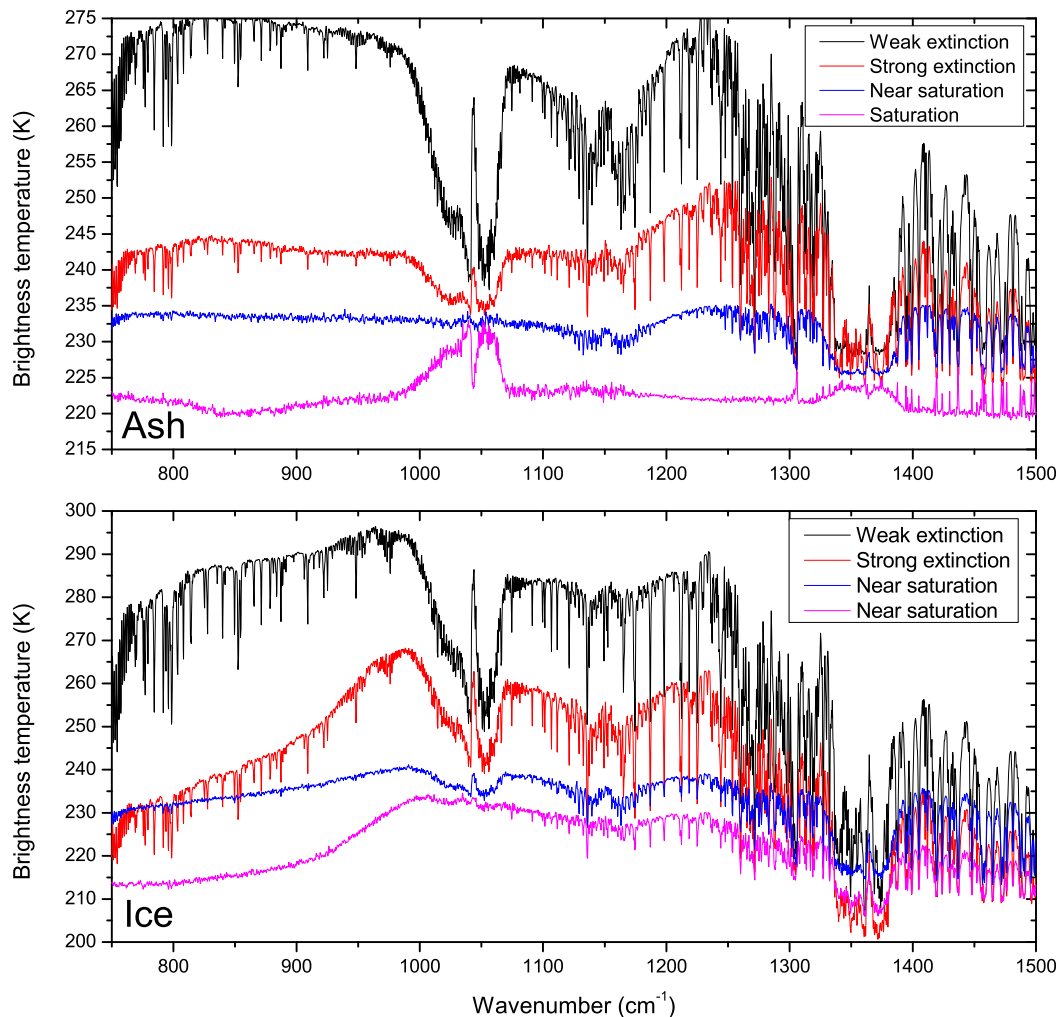 275
270
265
260
255
250
245
240
235
230
225
220
215
Brightness temperature (K)
Weak extinction
Strong extinction
Near saturation
Saturation
Ash
800 900 1000 1100 1200 1300 1400 1500
300
290
280
270
260
250
240
230
220
210
200
Brightness temperature (K)
Weak extinction
Strong extinction
Near saturation
Near saturation
Ice
800 900 1000 1100 1200 1300 1400 1500
Wavenumber (cm⁻¹)